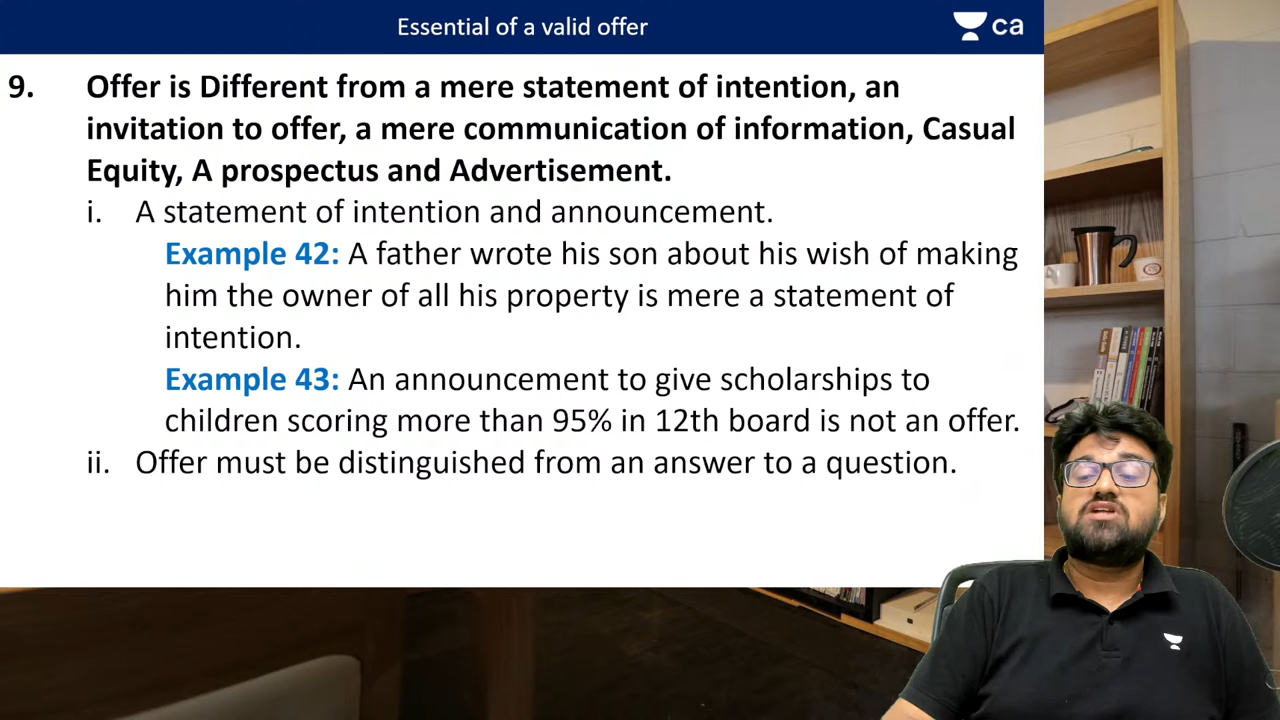 Essential of a valid offer
ca
9. Offer is Different from a mere statement of intention, an
invitation to offer, a mere communication of information, Casual
Equity, A prospectus and Advertisement.
i. A statement of intention and announcement.
Example 42: A father wrote his son about his wish of making
him the owner of all his property is mere a statement of
intention.
Example 43: An announcement to give scholarships to
children scoring more than 95% in 12th board is not an offer.
ii. Offer must be distinguished from an answer to a question.